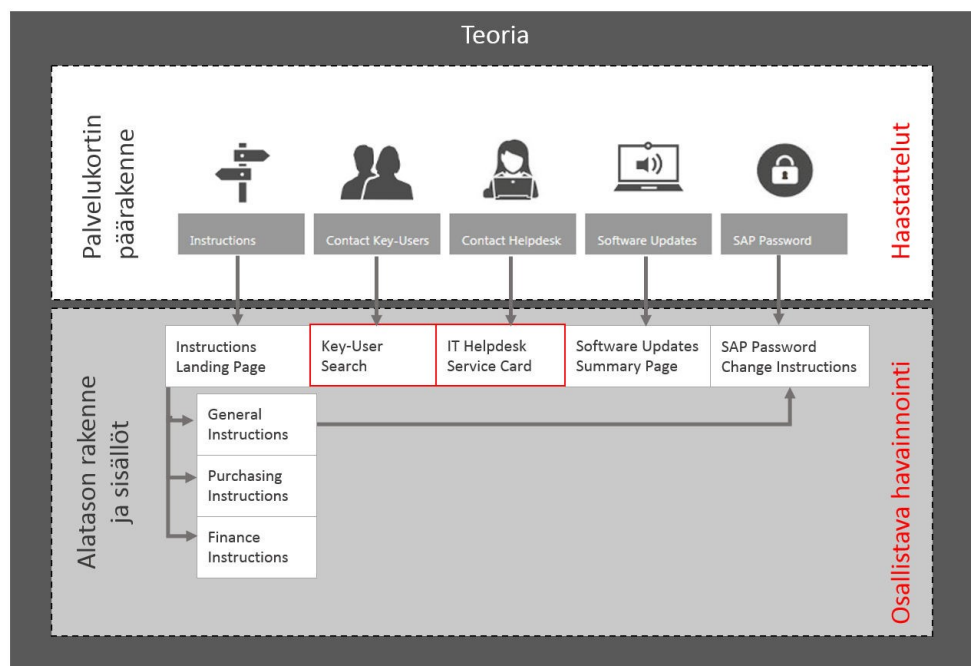 Teoria
Palvelukortin
päärakenne
Haastattelut
Instructions
Contact Key-Users
Contact Helpdesk
Software Updates
SAP Password
Alatason rakenne
ja sisällöt
Osallistava havainnointi
Instructions
Landing Page
Key-User
Search
IT Helpdesk
Service Card
Software Updates
Summary Page
SAP Password
Change Instructions
General
Instructions
Purchasing
Instructions
Finance
Instructions